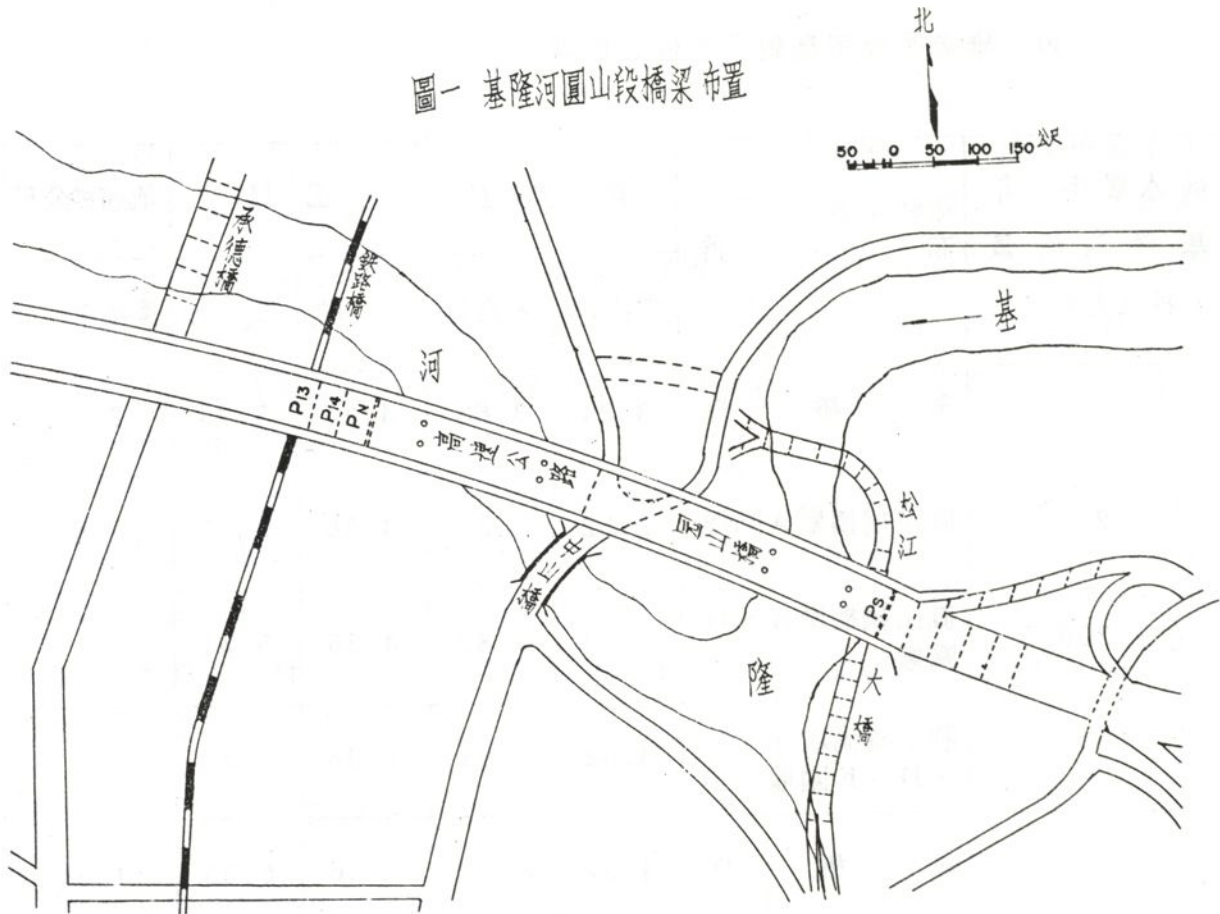 北
圖一 基隆河圓山段橋梁布置
50 0 50 100 150 公尺
承德橋
鉄路橋
基
河
P13
P14
PN
高速公路
圓山橋
中山橋
松江
PS
隆
大橋